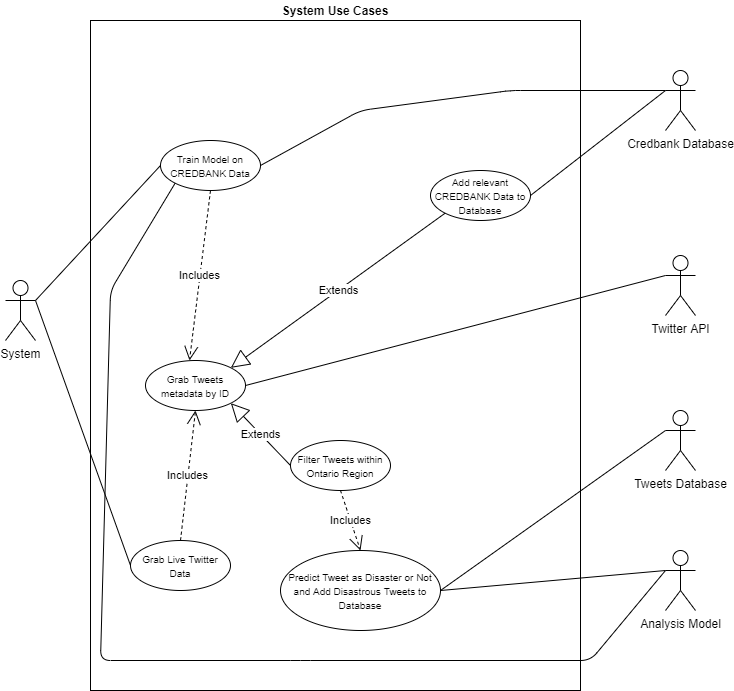 System Use Cases
Credbank Database
Train Model on
CREDBANK Data
Add relevant
CREDBANK Data to
Database
Includes
Extends
Twitter API
System
Grab Tweets
metadata by ID
Extends
Filter Tweets within
Ontario Region
Includes
Tweets Database
Includes
Grab Live Twitter
Data
Predict Tweet as Disaster or Not
and Add Disastrous Tweets to
Database
Analysis Model